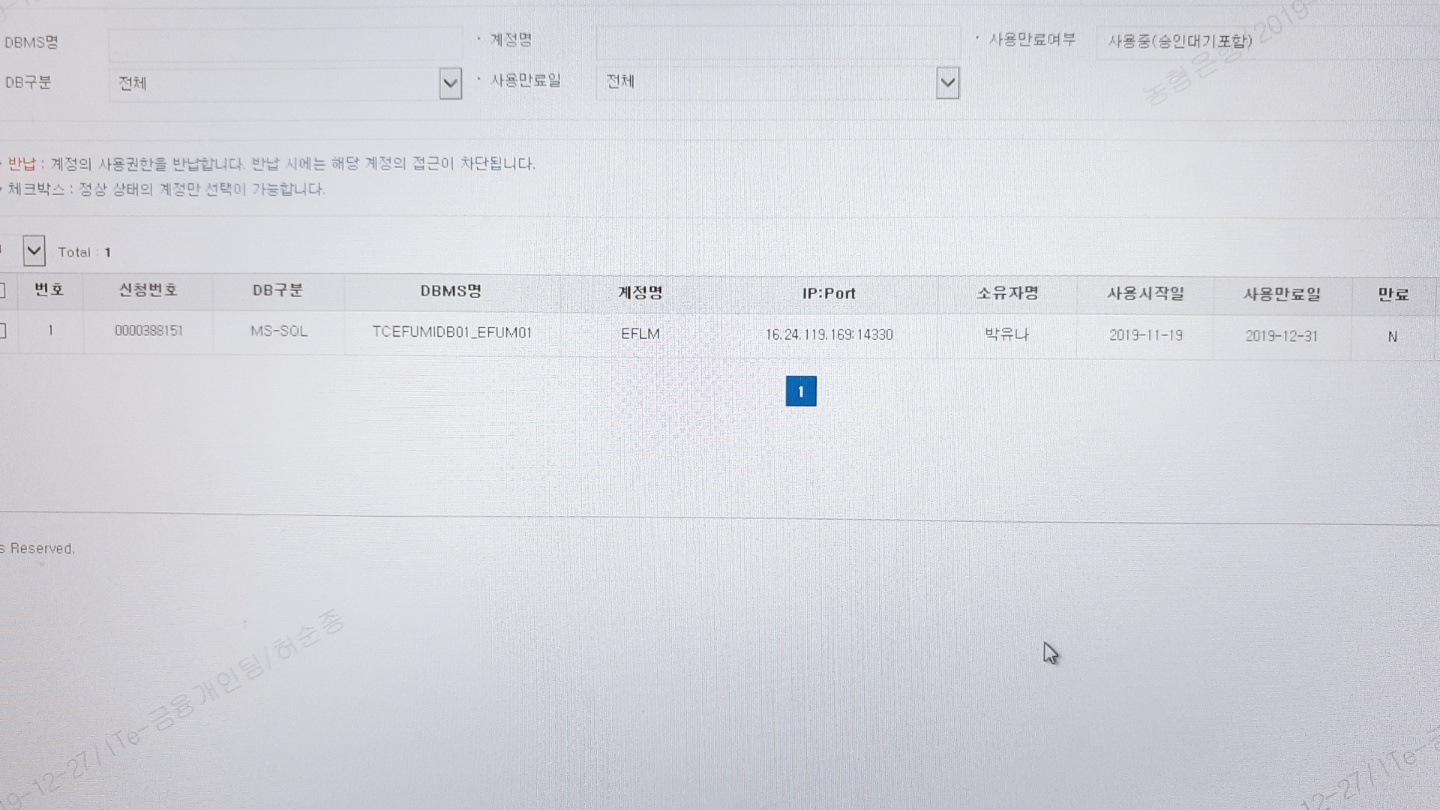 DBMS명 · 계정명 · 사용만료여부 사용중(승인대기포함)
DB구분 전체 · 사용만료일 전체
반납 : 계정의 사용권한을 반납합니다. 반납 시에는 해당 계정의 접근이 차단됩니다.
체크박스 : 정상 상태의 계정만 선택이 가능합니다.
Total : 1
번호 신청번호 DB구분 DBMS명 계정명 IP:Port 소유자명 사용시작일 사용만료일 만료
1 0000388151 MS-SQL TCEFUMIDB01_EFUM01 EFLM 16.24.119.169:14330 박유나 2019-11-19 2019-12-31 N
1
s Reserved.
농협은행/2019-
19-12-27/ITe-금융개인팀/허순종
12-27/ITe-금